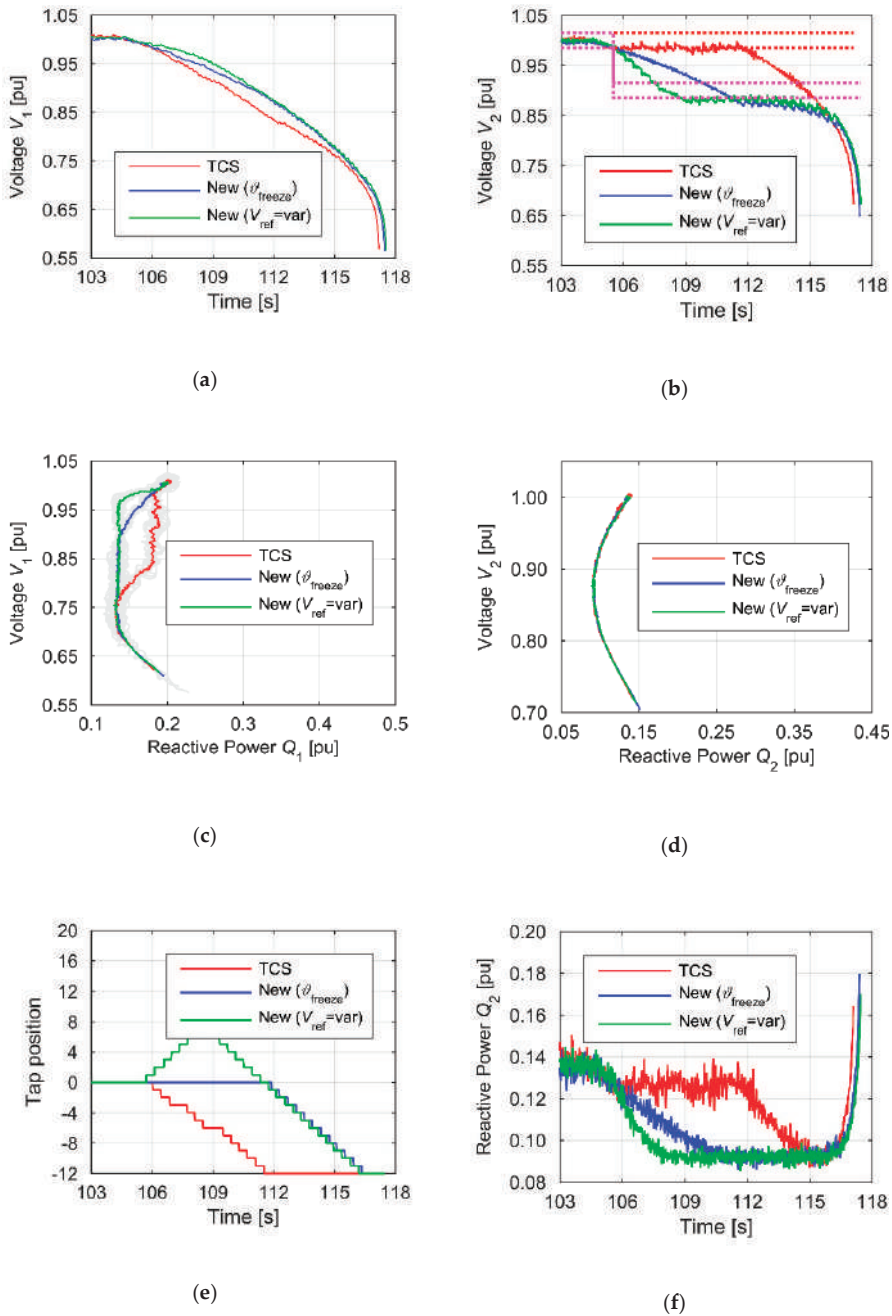 1.05
0.95
0.85
0.75
0.65
0.55
Voltage V1 [pu]
TCS
New (ϑfreeze)
New (Vref=var)
103 106 109 112 115 118
Time [s]
(a)
1.05
0.95
0.85
0.75
0.65
0.55
Voltage V2 [pu]
TCS
New (ϑfreeze)
New (Vref=var)
103 106 109 112 115 118
Time [s]
(b)
1.05
0.95
0.85
0.75
0.65
0.55
Voltage V1 [pu]
TCS
New (ϑfreeze)
New (Vref=var)
0.1 0.2 0.3 0.4 0.5
Reactive Power Q1 [pu]
(c)
1.00
0.90
0.80
0.70
Voltage V2 [pu]
TCS
New (ϑfreeze)
New (Vref=var)
0.05 0.15 0.25 0.35 0.45
Reactive Power Q2 [pu]
(d)
20
16
12
8
4
0
-4
-8
-12
Tap position
TCS
New (ϑfreeze)
New (Vref=var)
103 106 109 112 115 118
Time [s]
(e)
0.20
0.18
0.16
0.14
0.12
0.10
0.08
Reactive Power Q2 [pu]
TCS
New (ϑfreeze)
New (Vref=var)
103 106 109 112 115 118
Time [s]
(f)